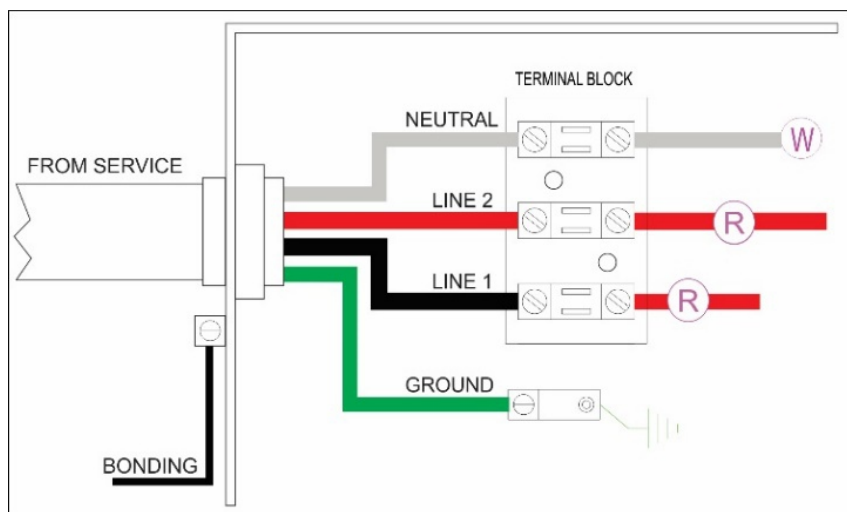 TERMINAL BLOCK
NEUTRAL
W
FROM SERVICE
LINE 2
R
LINE 1
R
GROUND
BONDING